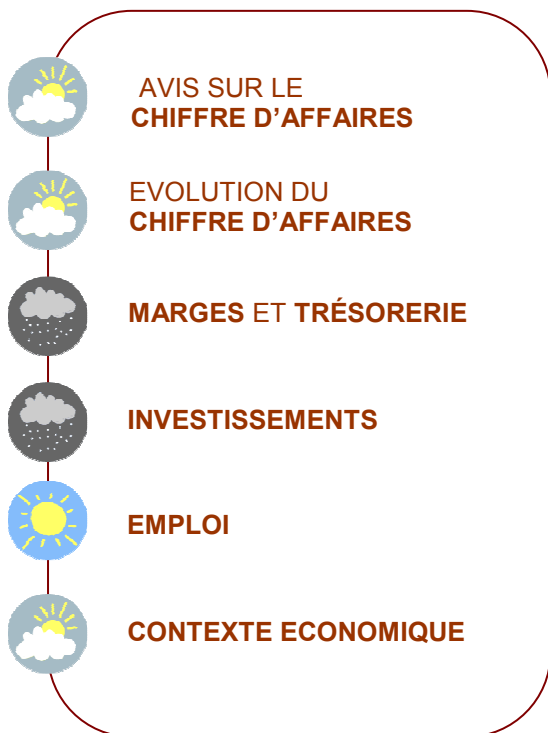 AVIS SUR LE
CHIFFRE D’AFFAIRES
EVOLUTION DU
CHIFFRE D’AFFAIRES
MARGES ET TRÉSORERIE
INVESTISSEMENTS
EMPLOI
CONTEXTE ECONOMIQUE